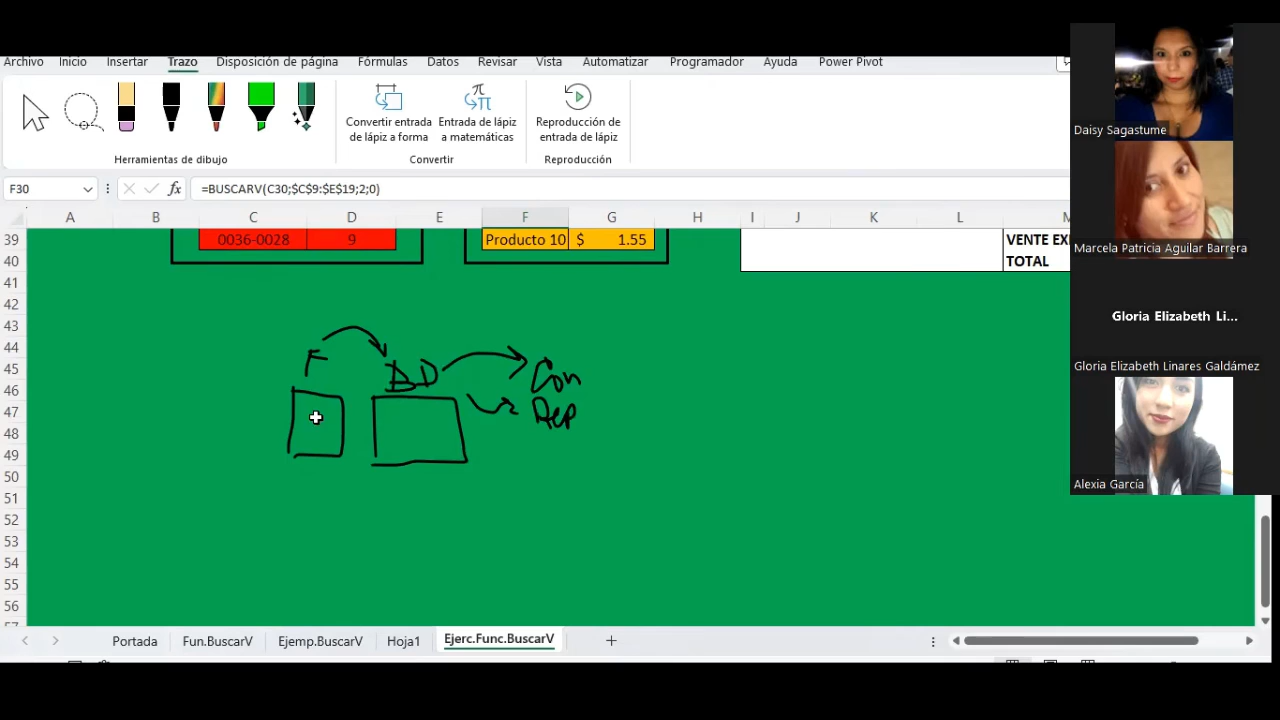 Archivo Inicio Insertar Trazo Disposición de página Fórmulas Datos Revisar Vista Automatizar Programador Ayuda Power Pivot
Convertir entrada de lápiz a forma
Entrada de lápiz a matemáticas
Reproducción de entrada de lápiz
Herramientas de dibujo
Convertir
Reproducción
F30
fx
=BUSCARV(C30;$C$9:$E$19;2;0)
A B C D E F G H I J K L M
39 0036-0028 9 Producto 10 $ 1.55 VENTE EX
40 TOTAL
41
42
43
44
45
46
47
48
49
50
51
52
53
54
55
56
F
BD
Con
Rep
Portada Fun.BuscarV Ejemp.BuscarV Hoja1 Ejerc.Func.BuscarV
Daisy Sagastume
Marcela Patricia Aguilar Barrera
Gloria Elizabeth Li...
Gloria Elizabeth Linares Galdámez
Alexia García